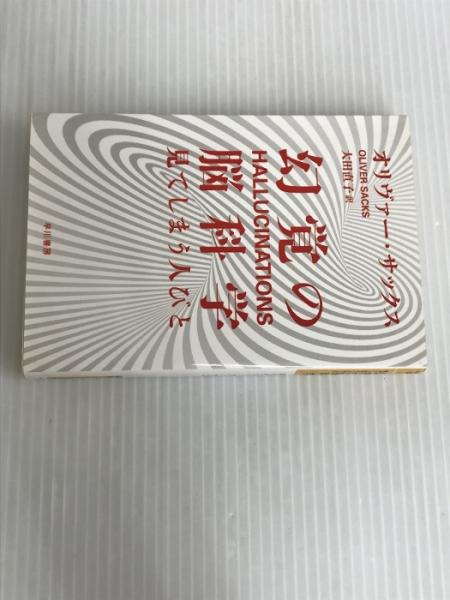 オリヴァー・サックス
OLIVER SACKS
大田直子・訳
幻覚の
HALLUCINATIONS
脳科学
見てしまう人びと
早川書房